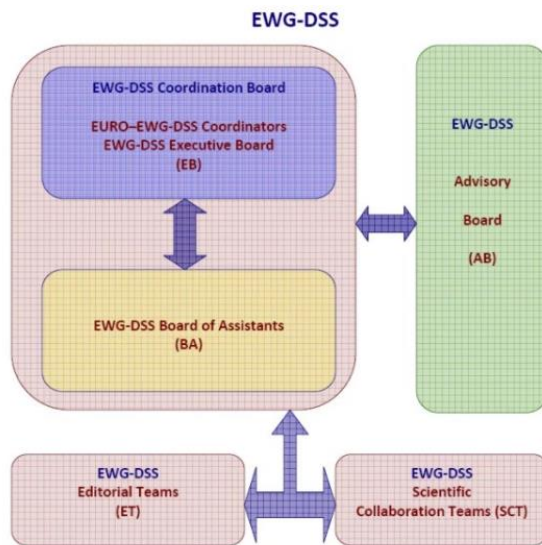 EWG-DSS
EWG-DSS Coordination Board
EURO–EWG-DSS Coordinators
EWG-DSS Executive Board
(EB)
EWG-DSS
Advisory
Board
(AB)
EWG-DSS Board of Assistants
(BA)
EWG-DSS
Editorial Teams
(ET)
EWG-DSS
Scientific
Collaboration Teams (SCT)